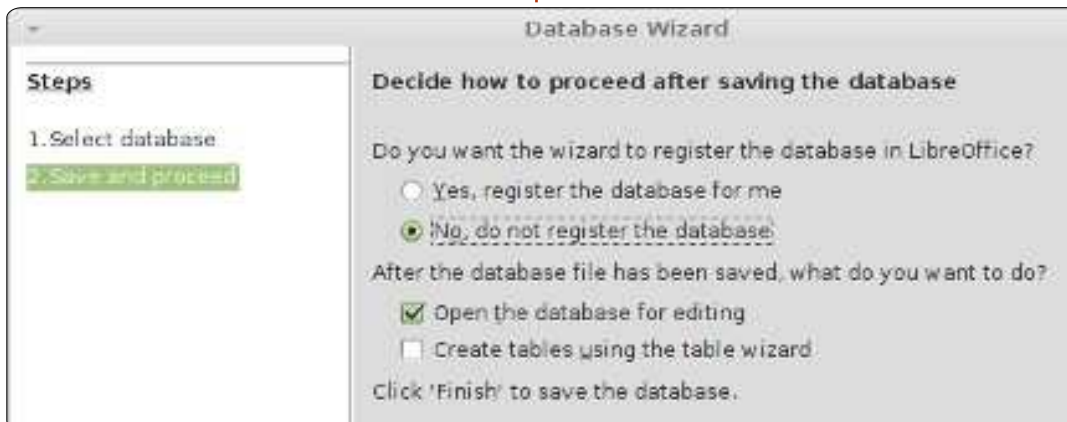 Database Wizard
Steps
1.Select database
2.Save and proceed
Decide how to proceed after saving the database
Do you want the wizard to register the database in LibreOffice?
Yes, register the database for me
No, do not register the database
After the database file has been saved, what do you want to do?
Open the database for editing
Create tables using the table wizard
Click 'Finish' to save the database.